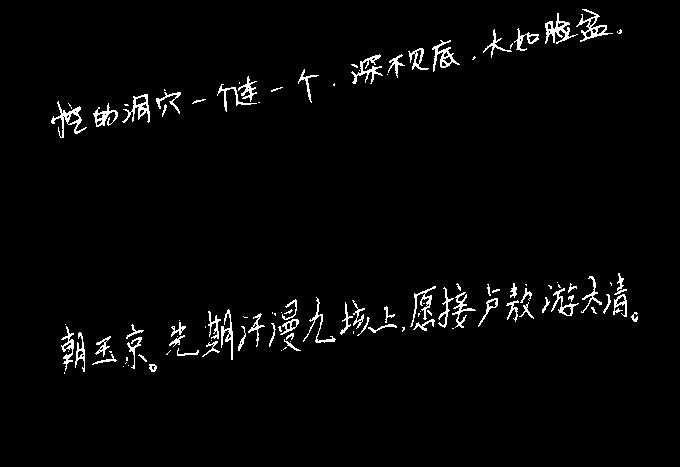 怪的洞穴一个连一个,深不见底,大如脸盆.
朝玉京。先期汗漫九垓上,愿接卢敖游太清。